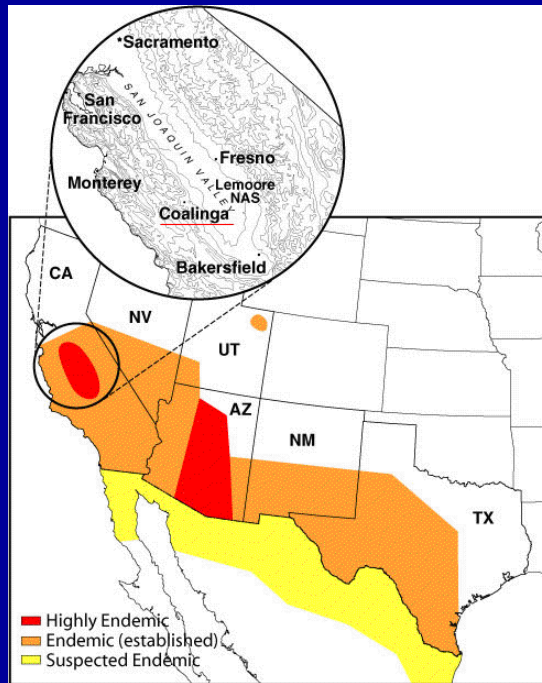 Sacramento
San
Francisco
SAN JOAQUIN VALLEY
Fresno
Monterey
Lemoore
NAS
Coalinga
Bakersfield
CA
NV
UT
AZ
NM
TX
Highly Endemic
Endemic (established)
Suspected Endemic